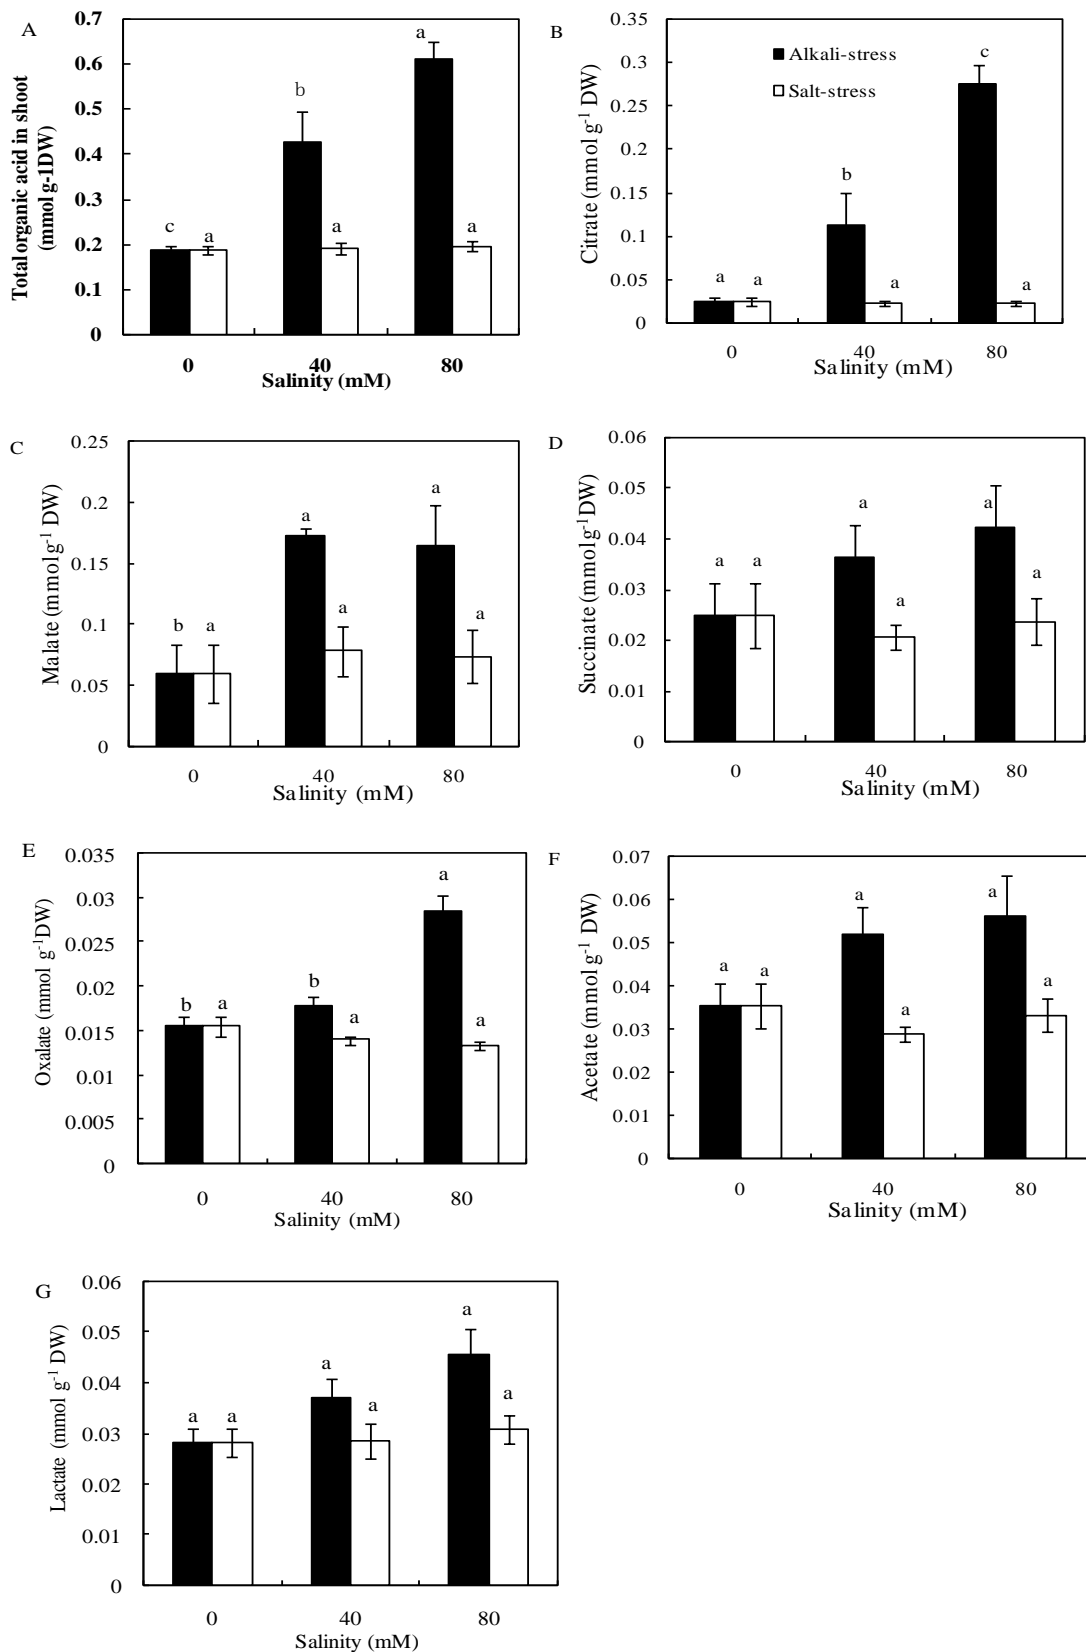 A
Total organic acid in shoot
(mmol g-1DW)
0.7
0.6
0.5
0.4
0.3
0.2
0.1
0
c
a
b
a
a
a
0
40
80
Salinity (mM)
B
Citrate (mmol g-1 DW)
0.35
0.3
0.25
0.2
0.15
0.1
0.05
0
Alkali-stress
Salt-stress
a
a
b
a
c
a
0
40
80
Salinity (mM)
C
Malate (mmol g-1 DW)
0.25
0.2
0.15
0.1
0.05
0
b
a
a
a
a
a
0
40
80
Salinity (mM)
D
Succinate (mmol g-1DW)
0.06
0.05
0.04
0.03
0.02
0.01
0
a
a
a
a
a
a
0
40
80
Salinity (mM)
E
Oxalate (mmol g-1DW)
0.035
0.03
0.025
0.02
0.015
0.01
0.005
0
b
a
b
a
a
a
0
40
80
Salinity (mM)
F
Acetate (mmol g-1 DW)
0.07
0.06
0.05
0.04
0.03
0.02
0.01
0
a
a
a
a
a
a
0
40
80
Salinity (mM)
G
Lactate (mmol g-1 DW)
0.06
0.05
0.04
0.03
0.02
0.01
0
a
a
a
a
a
a
0
40
80
Salinity (mM)